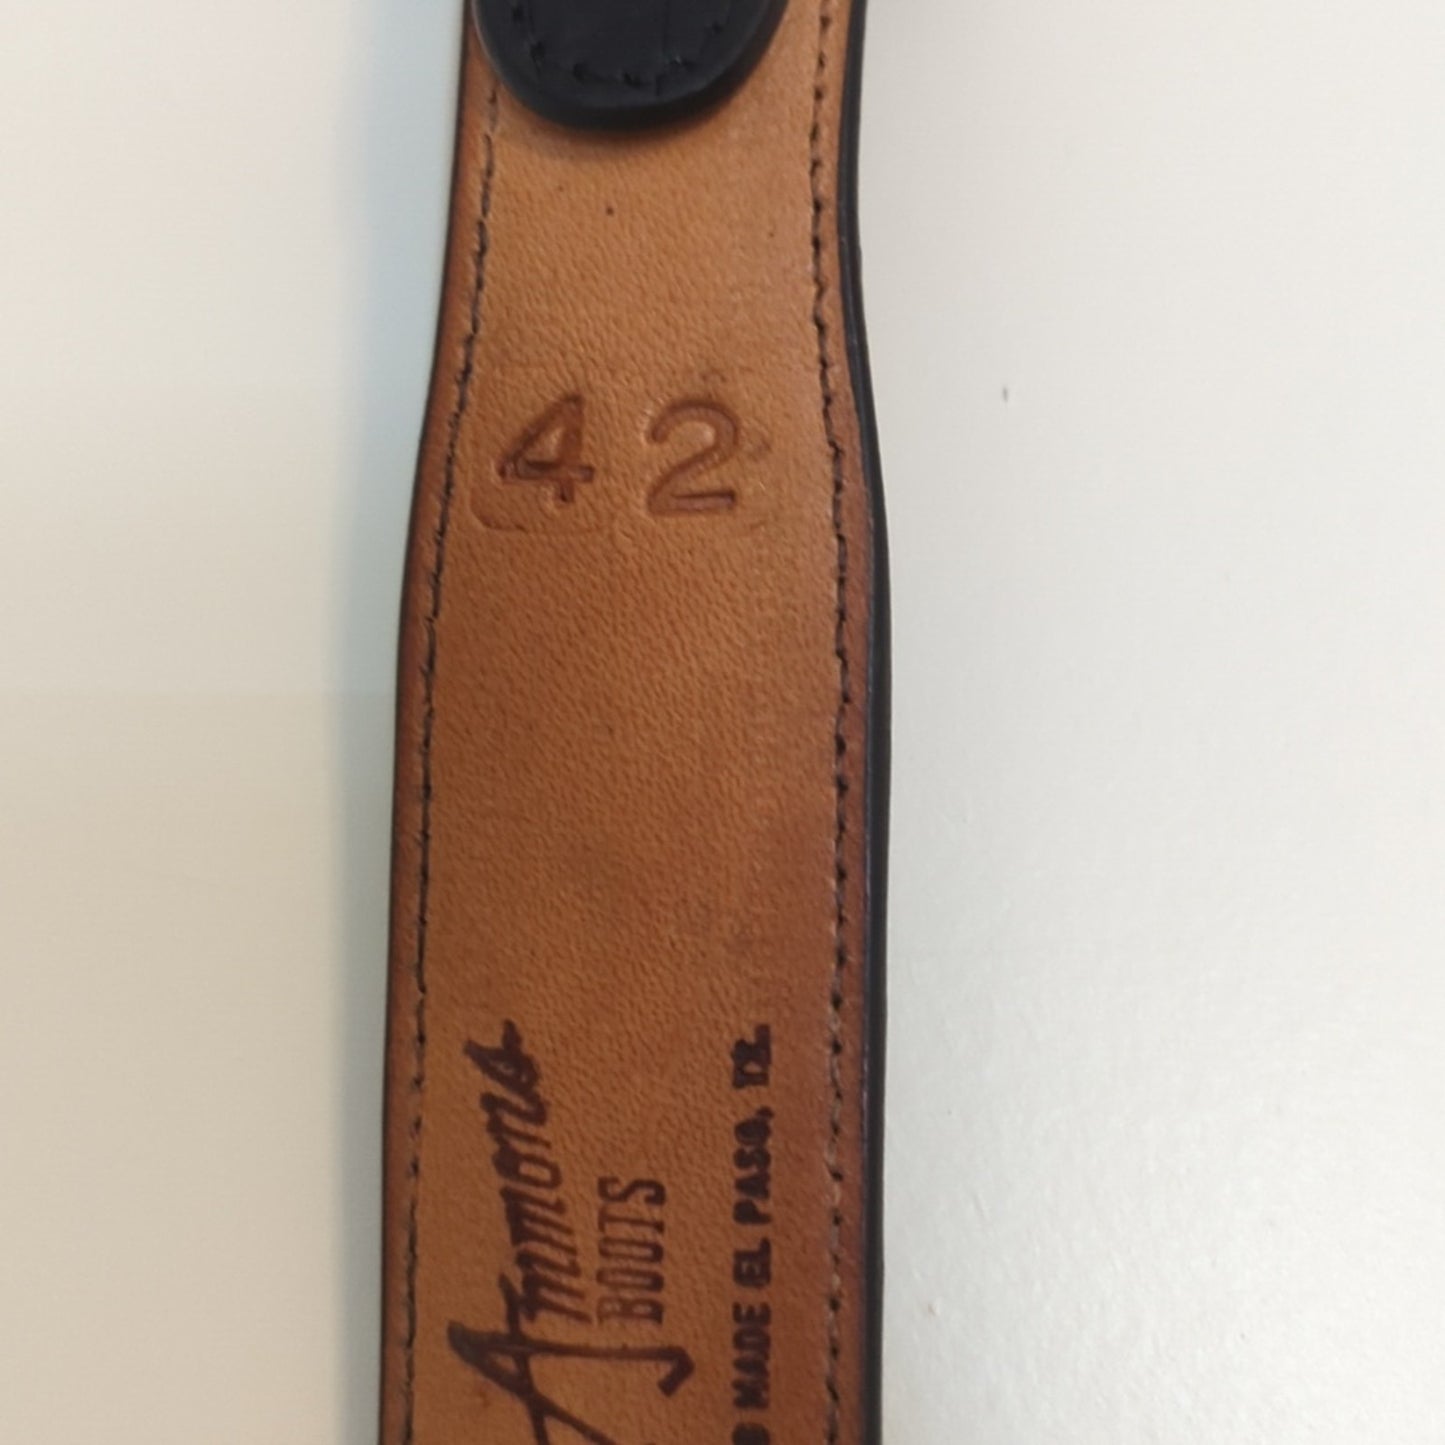 42
Ammons
BOOTS
MADE EL PASO, TX.